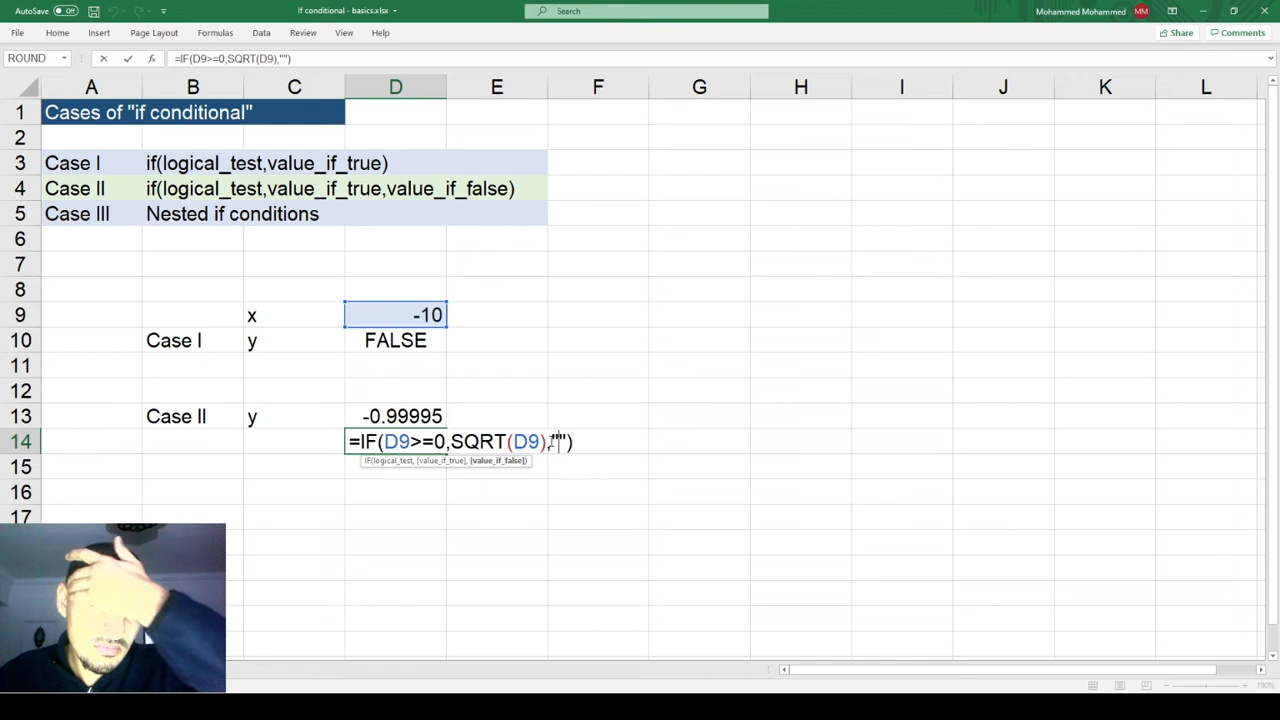 AutoSave Off If conditional - basics.xlsx Search Mohammed Mohammed MM
File Home Insert Page Layout Formulas Data Review View Help Share Comments
ROUND fx =IF(D9>=0,SQRT(D9),"")
A B C D E F G H I J K L
1 Cases of "if conditional"
2
3 Case I if(logical_test,value_if_true)
4 Case II if(logical_test,value_if_true,value_if_false)
5 Case III Nested if conditions
6
7
8
9 x -10
10 Case I y FALSE
11
12
13 Case II y -0.99995
14 =IF(D9>=0,SQRT(D9),"")
IF(logical_test, [value_if_true], [value_if_false])
15
16
17
190%